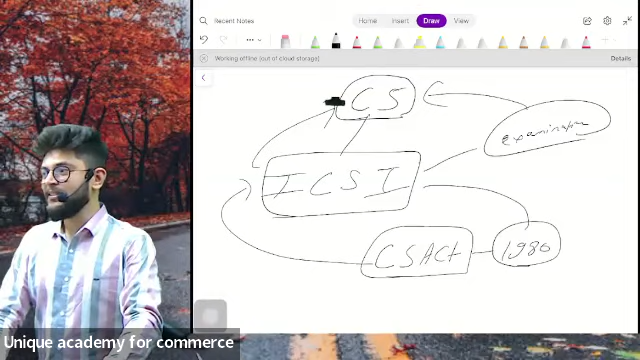 Recent Notes
Home Insert Draw View
Working offline (out of cloud storage)
Details
CS
Examination
ICSI
CS Act
1980
Unique academy for commerce